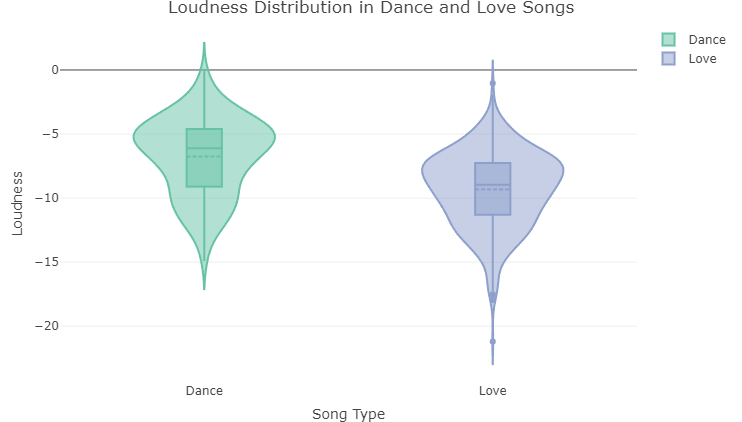 Loudness Distribution in Dance and Love Songs
Dance
Love
0
−5
−10
−15
−20
Loudness
Dance
Love
Song Type